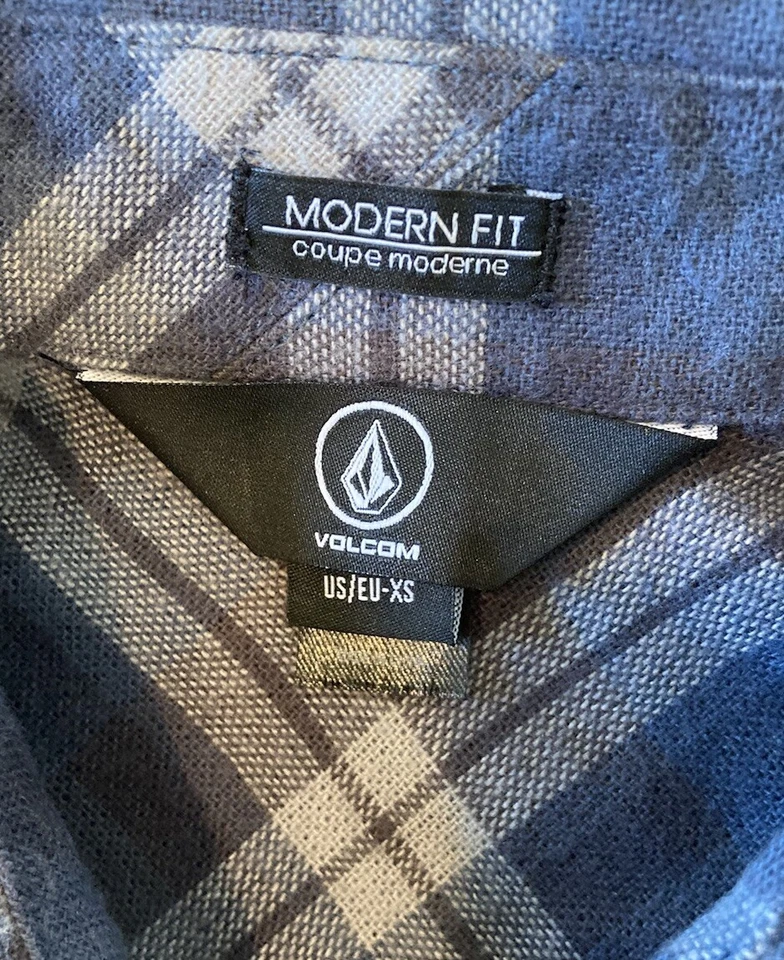 MODERN FIT
coupe moderne
VOLCOM
US/EU-XS